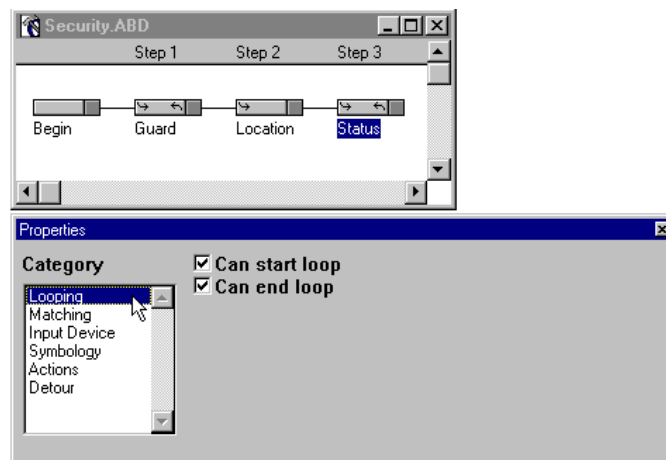 Security.ABD
Step 1 Step 2 Step 3
Begin Guard Location Status
Properties
Category
Can start loop
Can end loop
Looping
Matching
Input Device
Symbology
Actions
Detour